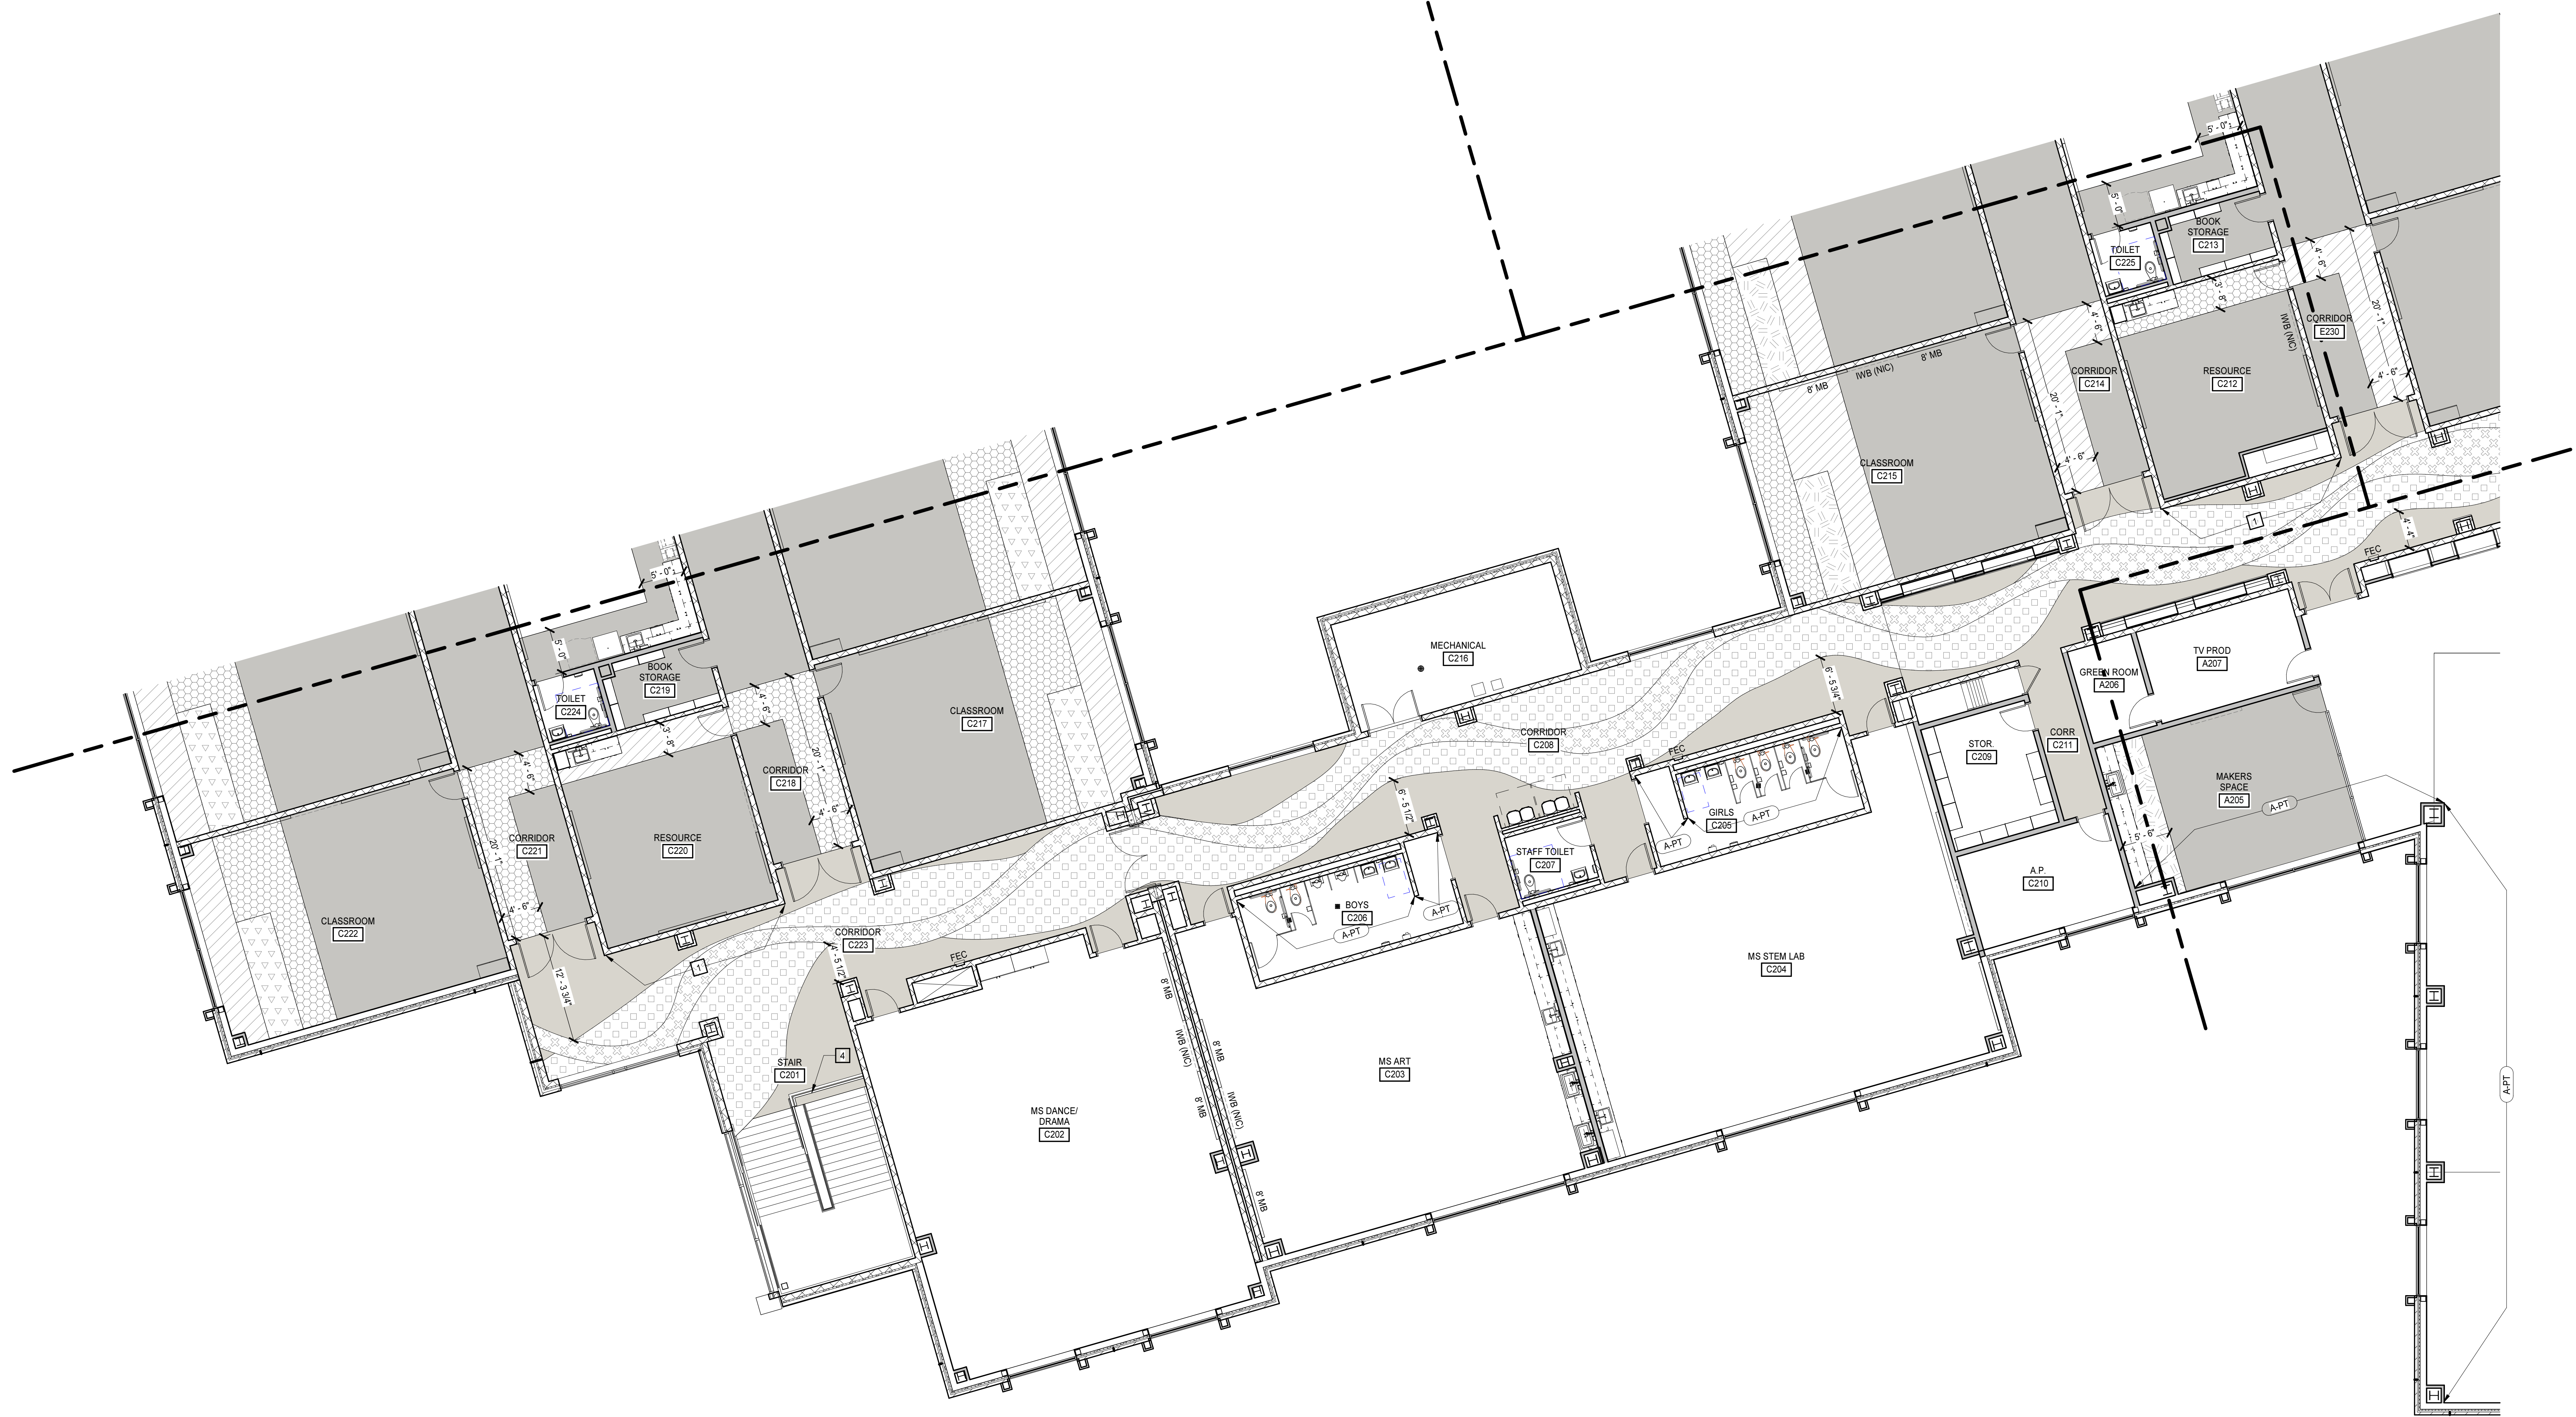 5' - 0"
5' - 0"
BOOK
STORAGE
C213
TOILET
C225
4' - 6"
3' - 8"
4' - 6"
20' - 1"
IWB (NIC)
CORRIDOR
E230
8' MB
IWB (NIC)
8' MB
CORRIDOR
C214
RESOURCE
C212
4' - 6"
20' - 1"
4' - 6"
CLASSROOM
C215
1
4' - 4"
FEC
5' - 0"
5' - 0"
BOOK
STORAGE
C219
TOILET
C224
4' - 6"
3' - 8"
4' - 6"
20' - 1"
CLASSROOM
C217
CORRIDOR
C218
4' - 6"
MECHANICAL
C216
CORRIDOR
C208
6' - 5 3/4"
FEC
6' - 5 1/2"
TV PROD
A207
GREEN ROOM
A206
CORR
C211
STOR.
C209
MAKERS
SPACE
A205
A-PT
5' - 6"
A.P.
C210
GIRLS
C205
A-PT
A-PT
STAFF TOILET
C207
BOYS
C206
A-PT
A-PT
CORRIDOR
C221
RESOURCE
C220
20' - 1"
4' - 6"
CLASSROOM
C222
12' - 3 3/4"
1
CORRIDOR
C223
4' - 5 1/2"
FEC
STAIR
C201
4
8' MB
IWB (NIC)
8' MB
8' MB
IWB (NIC)
8' MB
MS STEM LAB
C204
MS ART
C203
MS DANCE/
DRAMA
C202
A-PT